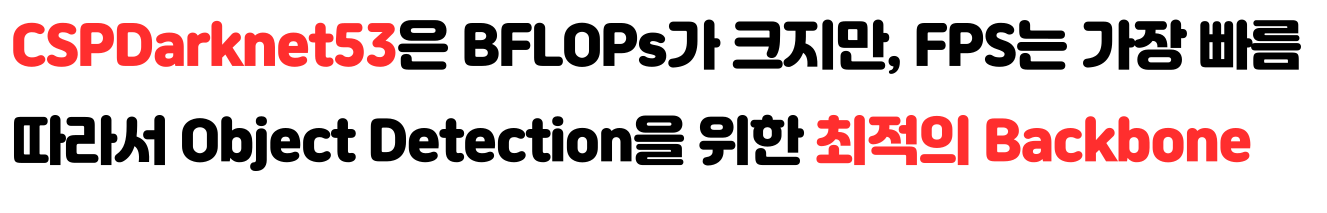 CSPDarknet53은 BFLOPs가 크지만, FPS는 가장 빠름
따라서 Object Detection을 위한 최적의 Backbone